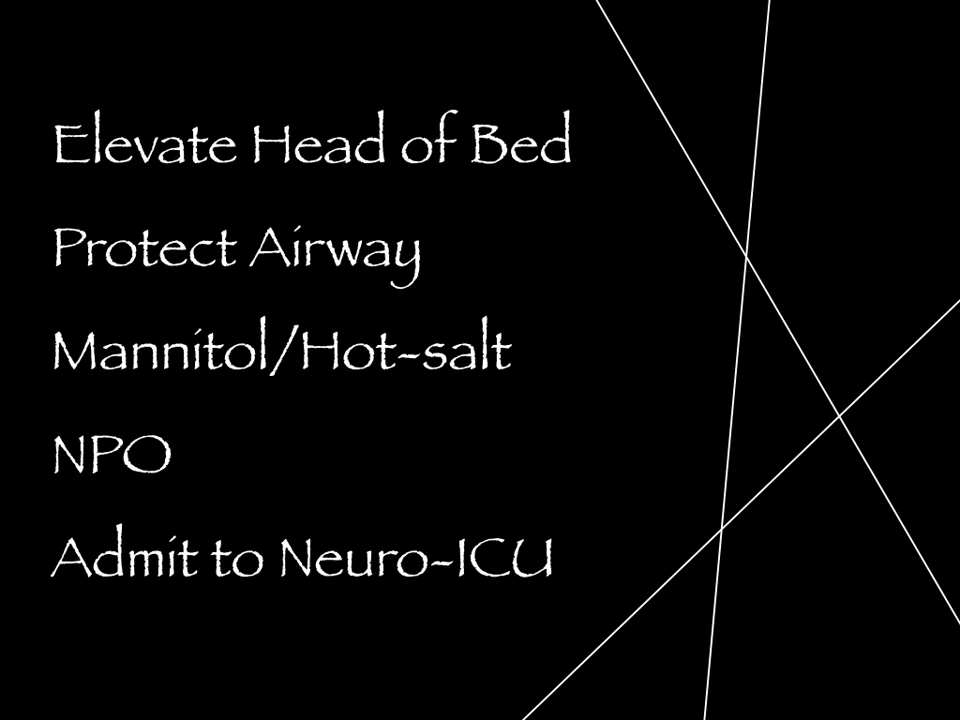 Elevate Head of Bed
Protect Airway
Mannitol/Hot-salt
NPO
Admit to Neuro-ICU